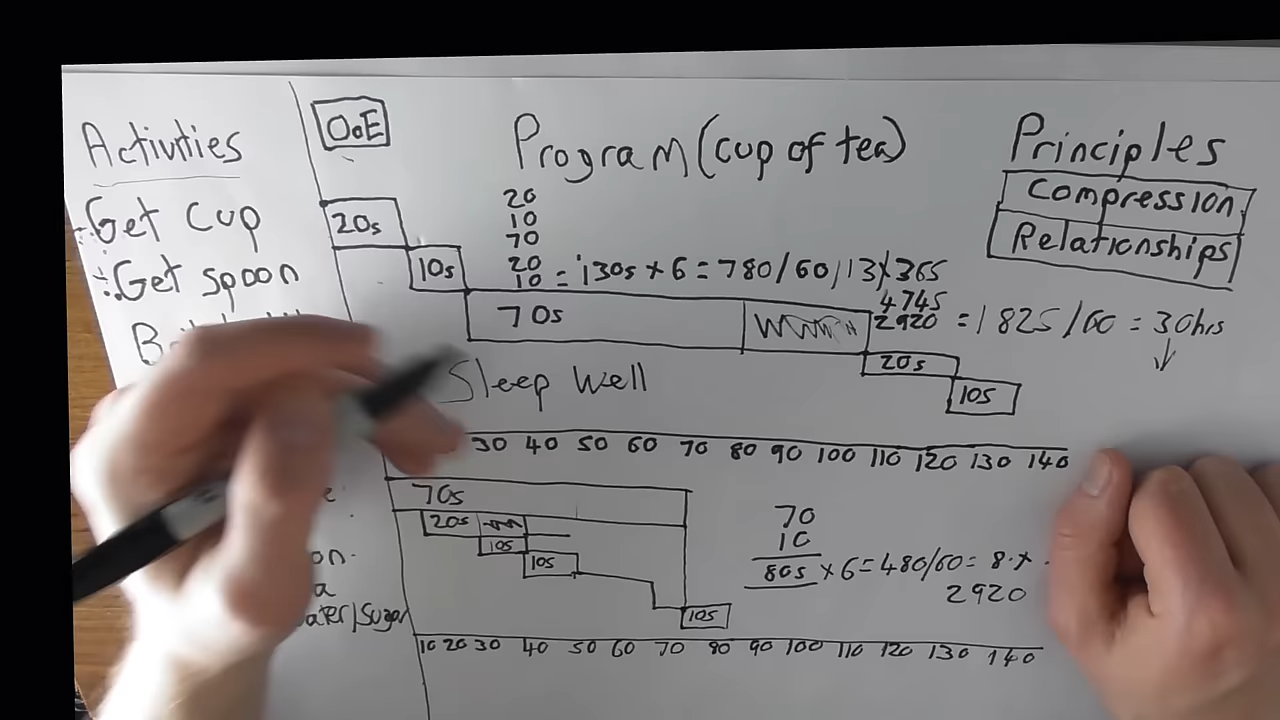 Activities
Get cup
Get spoon
OoE
Program (cup of tea)
Principles
Compression
Relationships
20s
10s
20
10
70
20
10 = 130s x 6 = 780/60, 13 x 365
4745
2920 = 1825/60 = 30hrs
70s
20s
10s
Sleep Well
30 40 50 60 70 80 90 100 110 120 130 140
70s
20s
10s
10s
10s
70
10
80s x 6 = 480/60 = 8 x
2920
on
a
ater/Sugar
10 20 30 40 50 60 70 80 90 100 110 120 130 140